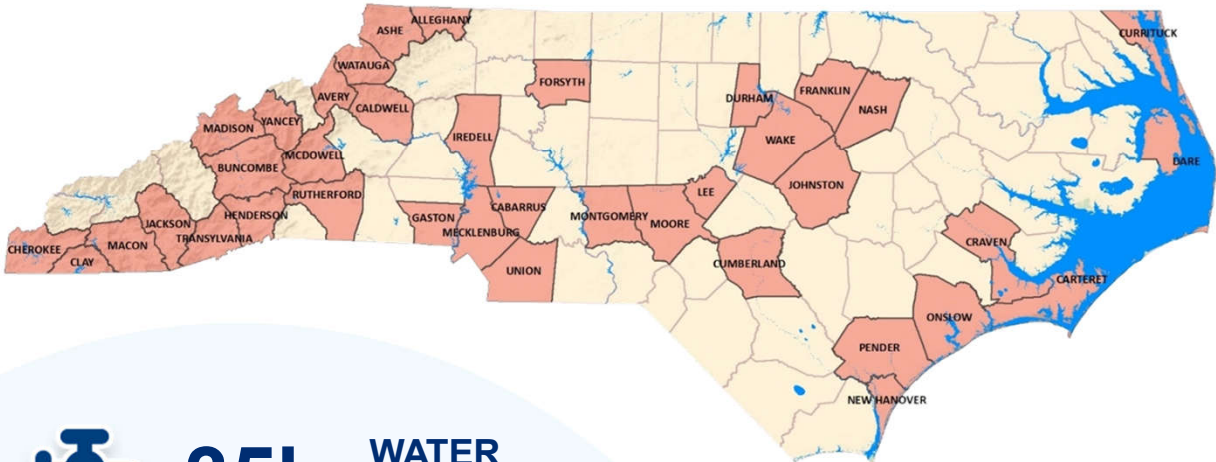 ALLEGHANY
ASHE
CURRITUCK
WATAUGA
FORSYTH
AVERY
CALDWELL
DURHAM
FRANKLIN
NASH
MADISON
YANCEY
IREDELL
WAKE
MCDOWELL
BUNCOMBE
DARE
RUTHERFORD
LEE
JOHNSTON
JACKSON
HENDERSON
GASTON
CABARRUS
MONTGOMERY
MOORE
CHEROKEE
MACON
TRANSYLVANIA
MECKLENBURG
CRAVEN
CLAY
UNION
CUMBERLAND
CARTERET
ONSLOW
PENDER
NEW HANOVER
WATER